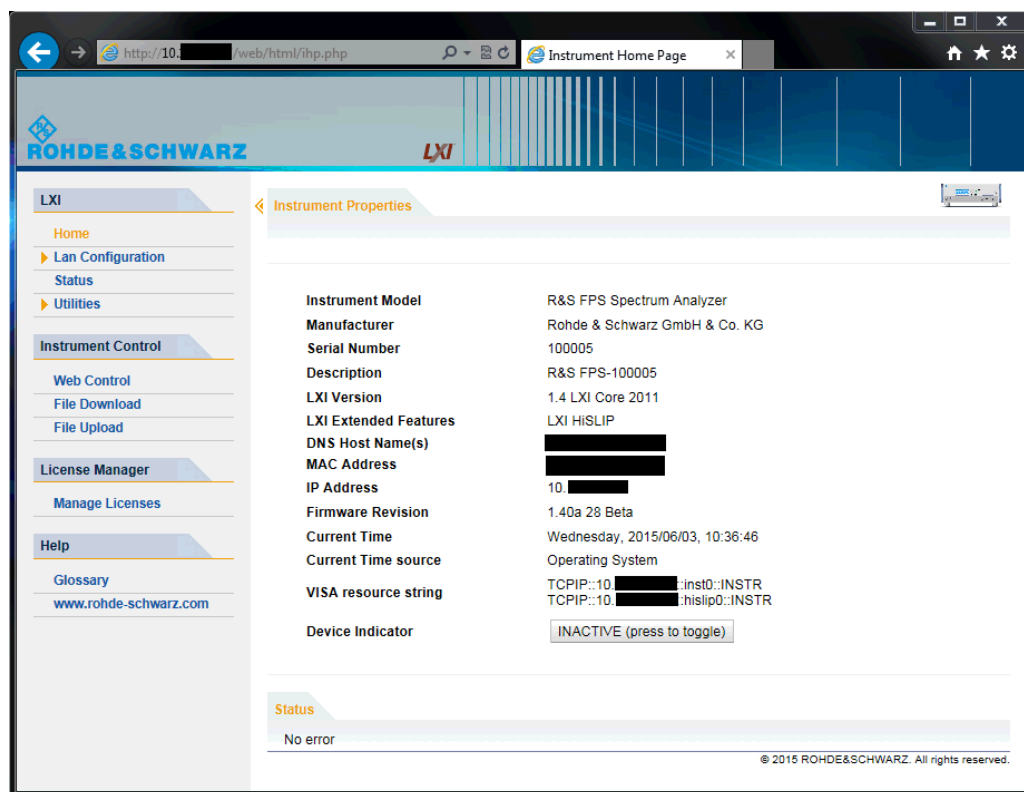 http://10. /web/html/ihp.php
Instrument Home Page
ROHDE&SCHWARZ
LXI
LXI
Home
Lan Configuration
Status
Utilities
Instrument Control
Web Control
File Download
File Upload
License Manager
Manage Licenses
Help
Glossary
www.rohde-schwarz.com
Instrument Properties
Instrument Model R&S FPS Spectrum Analyzer
Manufacturer Rohde & Schwarz GmbH & Co. KG
Serial Number 100005
Description R&S FPS-100005
LXI Version 1.4 LXI Core 2011
LXI Extended Features LXI HiSLIP
DNS Host Name(s)
MAC Address
IP Address 10.
Firmware Revision 1.40a 28 Beta
Current Time Wednesday, 2015/06/03, 10:36:46
Current Time source Operating System
VISA resource string TCPIP::10. ::inst0::INSTR
TCPIP::10. :hislip0::INSTR
Device Indicator INACTIVE (press to toggle)
Status
No error
© 2015 ROHDE&SCHWARZ. All rights reserved.